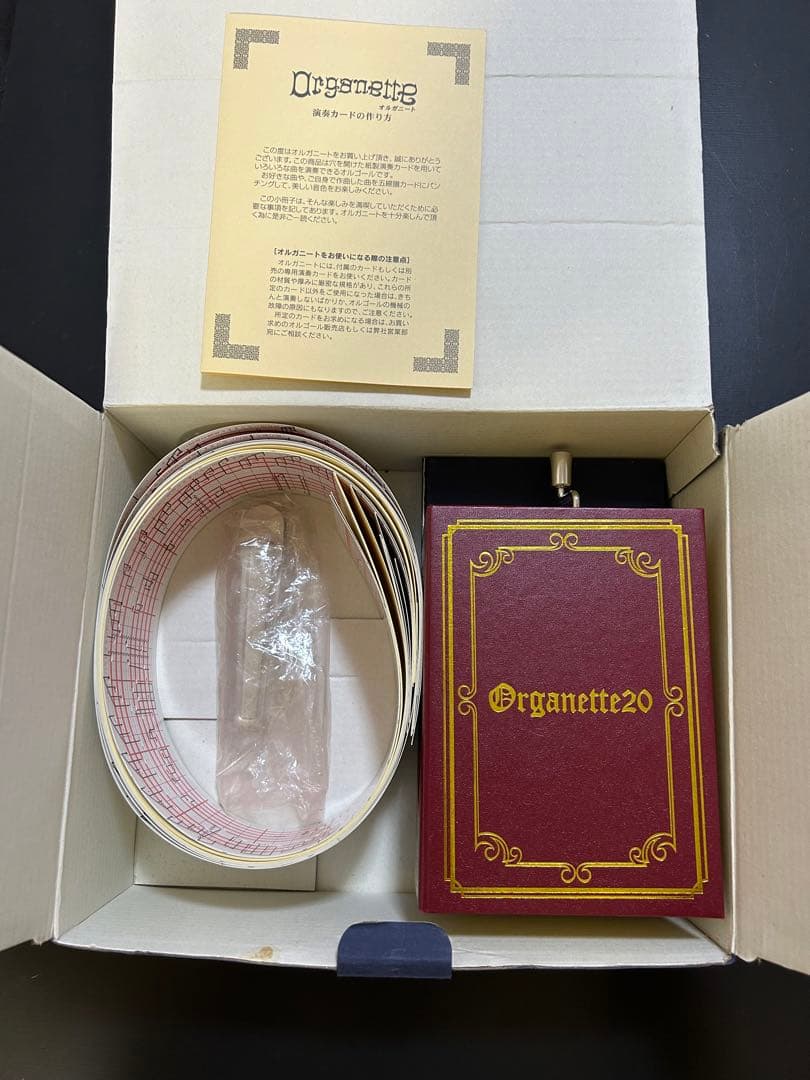 Organette
オルガニート
演奏カードの作り方
この度はオルガニートをお買い上げ頂き、誠にありがとう
ございます。この商品は穴を開けた紙製演奏カードを用いて
いろいろな曲を演奏できるオルゴールです。
お好きな曲や、ご自身で作曲した曲を五線譜カードにパン
チングして、美しい音色をお楽しみください。
この小冊子は、そんな楽しみを満喫していただくために必
要な事項を記してあります。オルガニートを十分楽しんで頂
く為に是非ご一読ください。
[オルガニートをお使いになる際の注意点]
オルガニートには、付属のカードもしくは別
売の専用演奏カードをお使いください。カード
の材質や厚みに厳密な規格があり、これらの所
定のカード以外をご使用になった場合は、きち
んと演奏しないばかりか、オルゴールの機械の
故障の原因にもなりますので、ご注意ください。
所定のカードをお求めになる場合は、お買い
求めのオルゴール販売店もしくは弊社営業部
宛にご相談ください。
Organette20